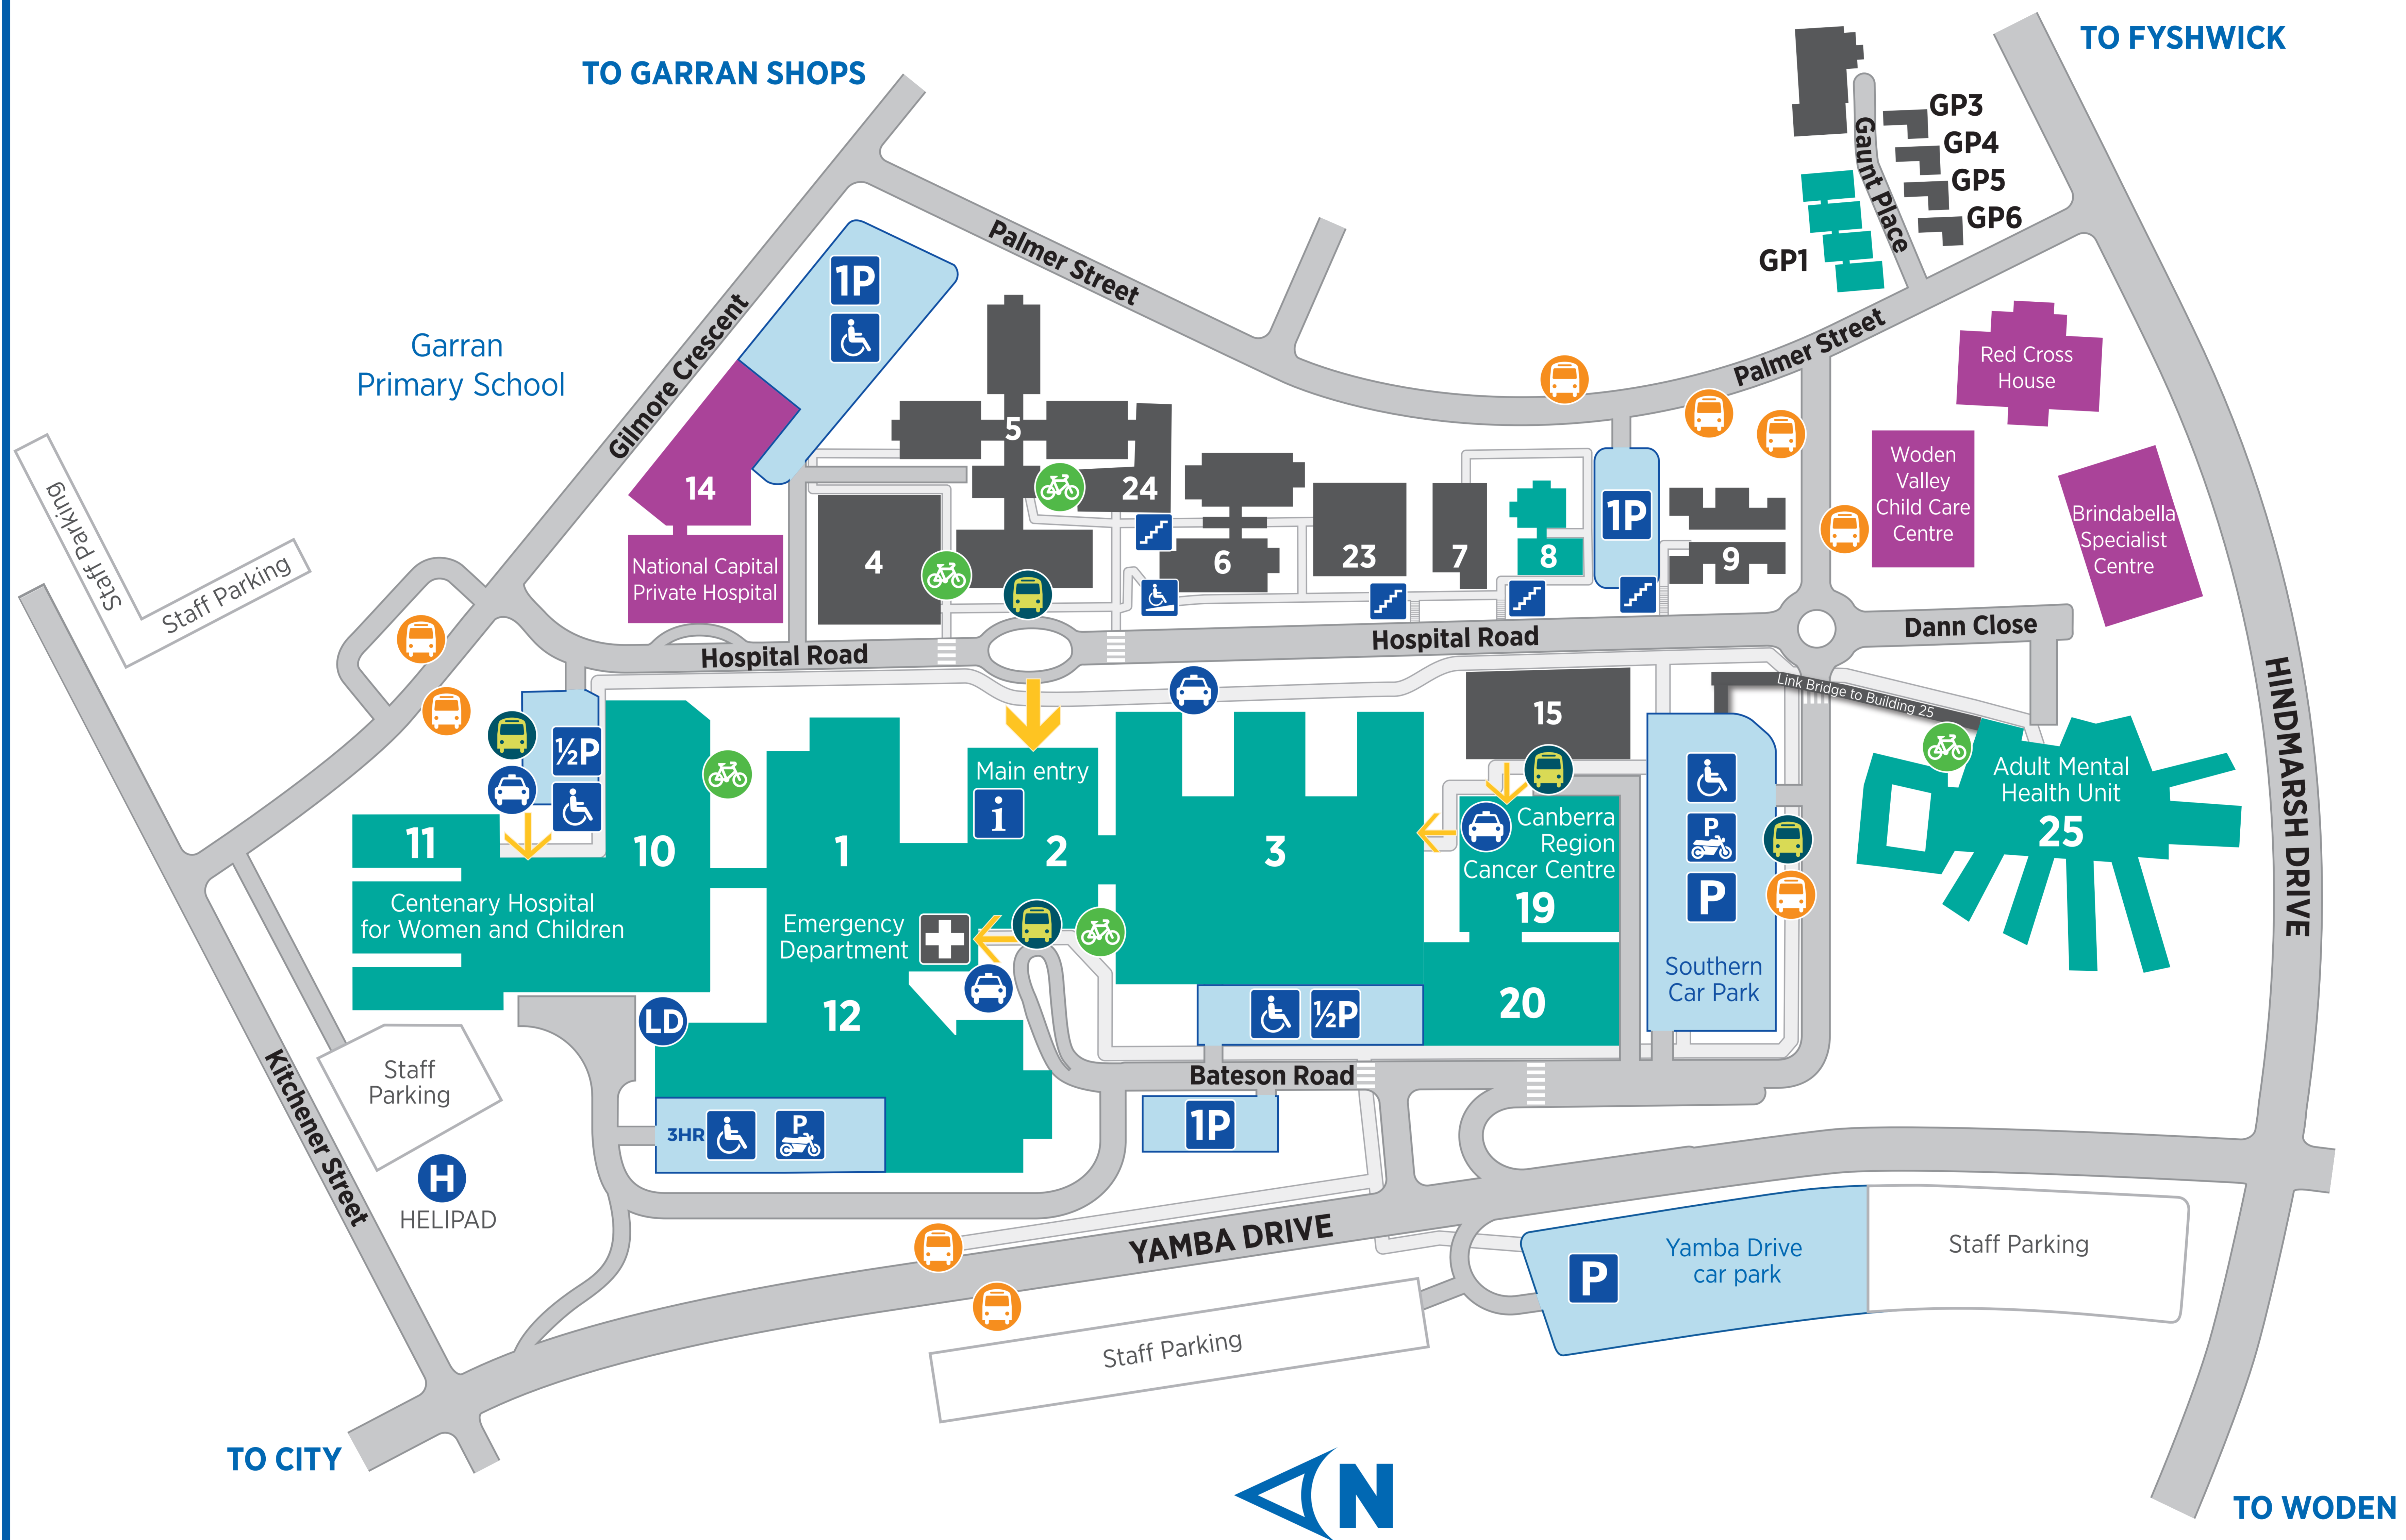 TO GARRAN SHOPS
TO FYSHWICK
GP3
GP4
GP5
GP6
GP1
Gaunt Place
Palmer Street
1P
Gilmore Crescent
Garran
Primary School
Palmer Street
Red Cross
House
Woden
Valley
Child Care
Centre
Brindabella
Specialist
Centre
Staff Parking
Staff Parking
14
National Capital
Private Hospital
5
24
4
6
23
7
8
1P
9
Hospital Road
Hospital Road
Dann Close
HINDMARSH DRIVE
Link Bridge to Building 25
½P
Main entry
i
15
Adult Mental
Health Unit
25
11
10
1
2
3
Canberra
Region
Cancer Centre
19
P
P
Centenary Hospital
for Women and Children
Emergency
Department
Southern
Car Park
LD
12
½P
20
Staff
Parking
Kitchener Street
Bateson Road
3HR
P
1P
H
HELIPAD
YAMBA DRIVE
Yamba Drive
car park
P
Staff Parking
Staff Parking
TO CITY
N
TO WODEN